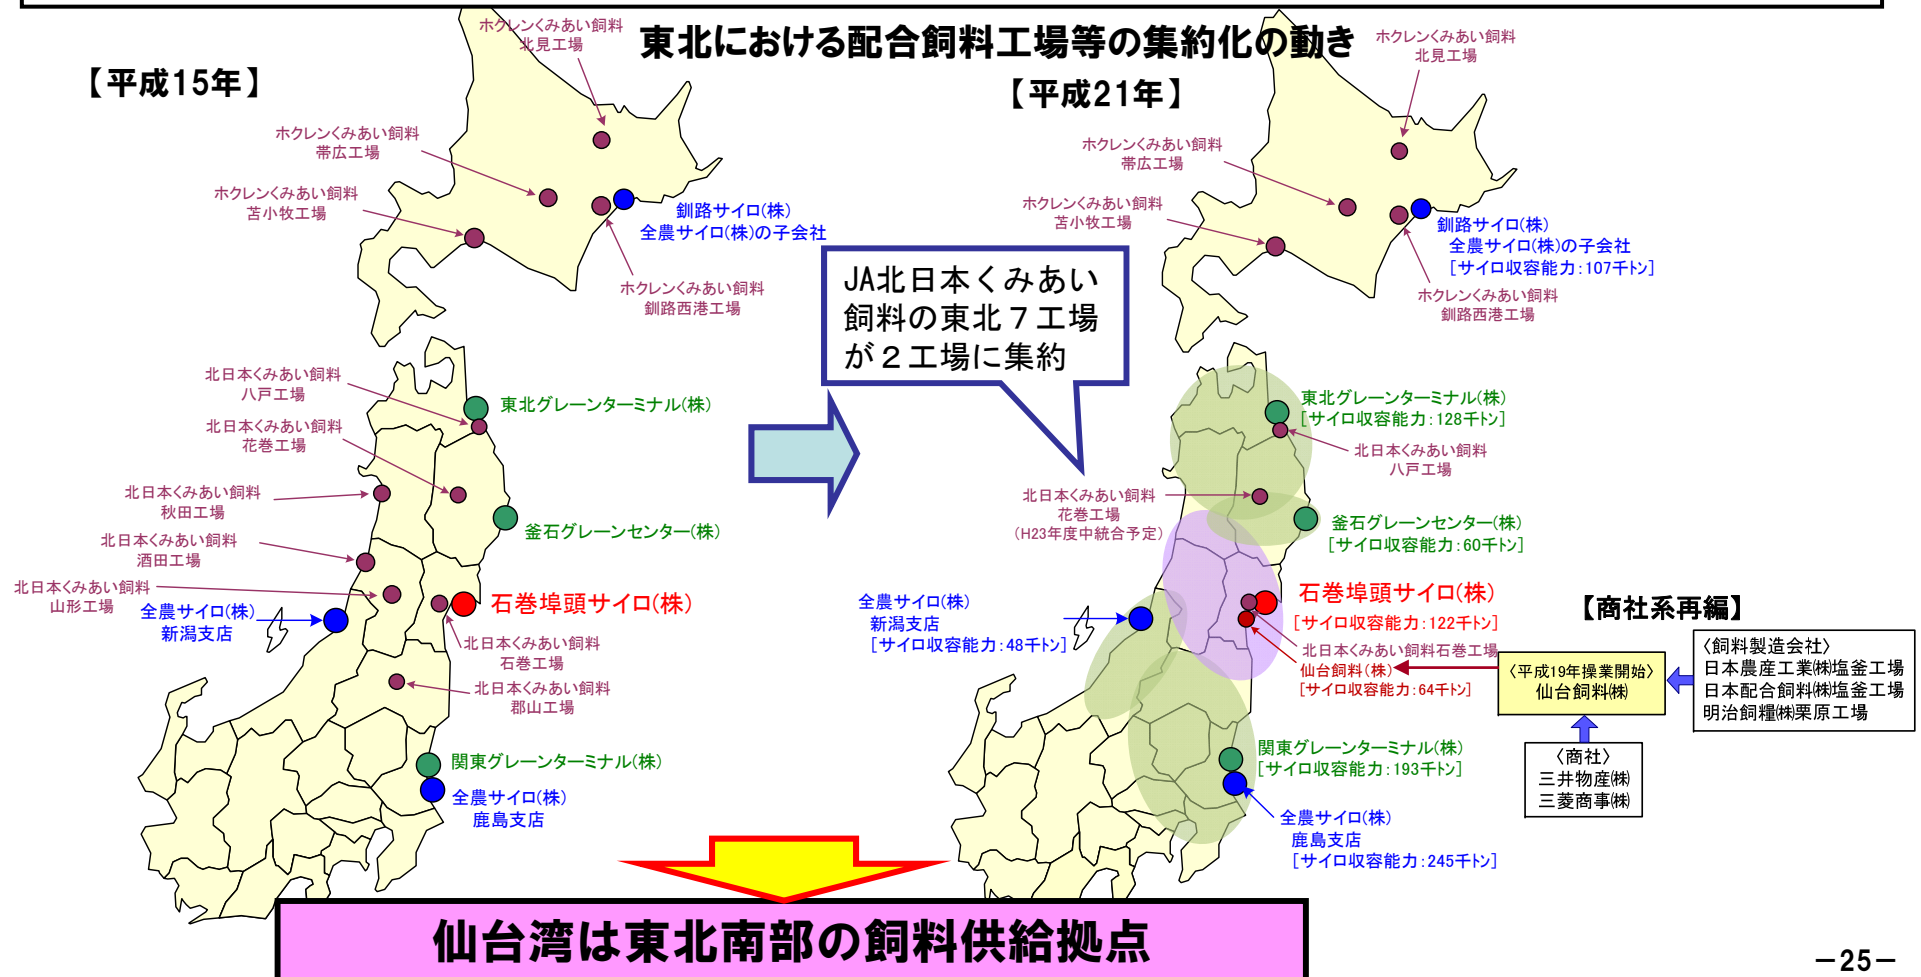 東北における配合飼料工場等の集約化の動き
【平成15年】
ホクレンくみあい飼料
北見工場
ホクレンくみあい飼料
帯広工場
ホクレンくみあい飼料
苫小牧工場
釧路サイロ(株)
全農サイロ(株)の子会社
ホクレンくみあい飼料
釧路西港工場
北日本くみあい飼料
八戸工場
東北グレーンターミナル(株)
北日本くみあい飼料
花巻工場
北日本くみあい飼料
秋田工場
釜石グレーンセンター(株)
北日本くみあい飼料
酒田工場
北日本くみあい飼料
山形工場
全農サイロ(株)
新潟支店
石巻埠頭サイロ(株)
北日本くみあい飼料
石巻工場
北日本くみあい飼料
郡山工場
関東グレーンターミナル(株)
全農サイロ(株)
鹿島支店
JA北日本くみあい
飼料の東北7工場
が2工場に集約
【平成21年】
ホクレンくみあい飼料
北見工場
ホクレンくみあい飼料
帯広工場
ホクレンくみあい飼料
苫小牧工場
釧路サイロ(株)
全農サイロ(株)の子会社
[サイロ収容能力:107千トン]
ホクレンくみあい飼料
釧路西港工場
東北グレーンターミナル(株)
[サイロ収容能力:128千トン]
北日本くみあい飼料
八戸工場
北日本くみあい飼料
花巻工場
(H23年度中統合予定)
釜石グレーンセンター(株)
[サイロ収容能力:60千トン]
全農サイロ(株)
新潟支店
[サイロ収容能力:48千トン]
石巻埠頭サイロ(株)
[サイロ収容能力:122千トン]
北日本くみあい飼料石巻工場
仙台飼料(株)
[サイロ収容能力:64千トン]
関東グレーンターミナル(株)
[サイロ収容能力:193千トン]
全農サイロ(株)
鹿島支店
[サイロ収容能力:245千トン]
【商社系再編】
〈平成19年操業開始〉
仙台飼料㈱
〈飼料製造会社〉
日本農産工業㈱塩釜工場
日本配合飼料㈱塩釜工場
明治飼糧㈱栗原工場
〈商社〉
三井物産㈱
三菱商事㈱
仙台湾は東北南部の飼料供給拠点
－25－